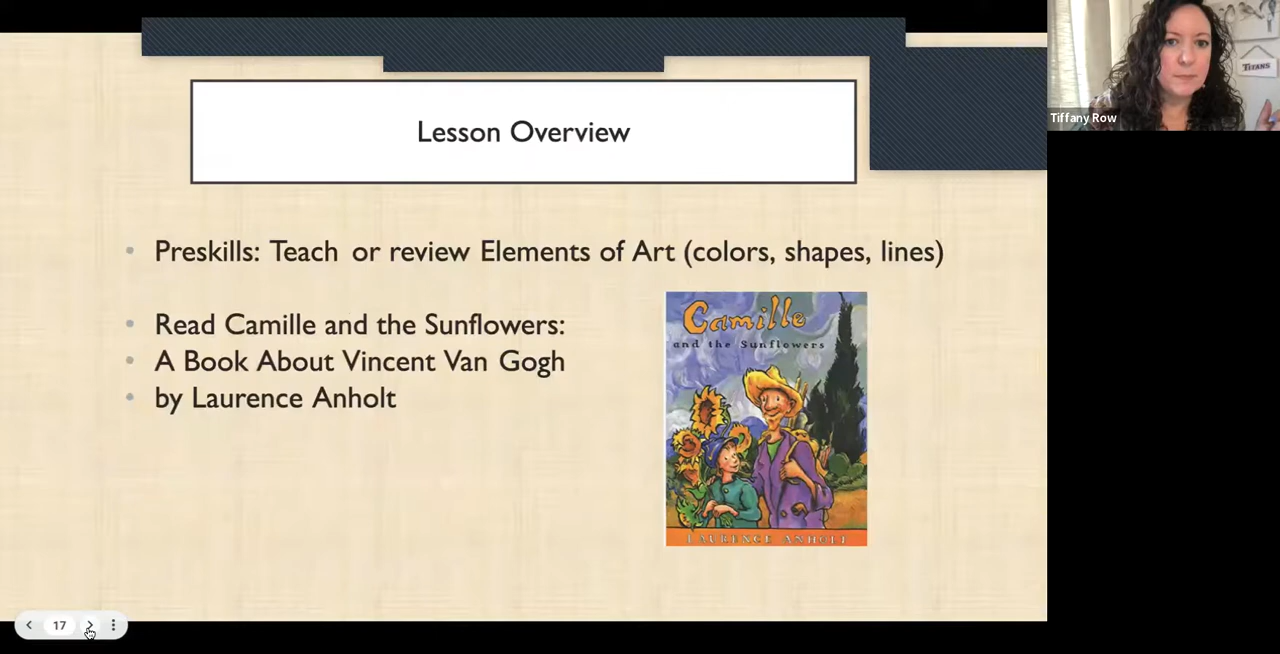 Lesson Overview
Preskills: Teach or review Elements of Art (colors, shapes, lines)
Read Camille and the Sunflowers:
A Book About Vincent Van Gogh
by Laurence Anholt
Camille
and the Sunflowers
LAURENCE ANHOLT
TITANS
Tiffany Row
17